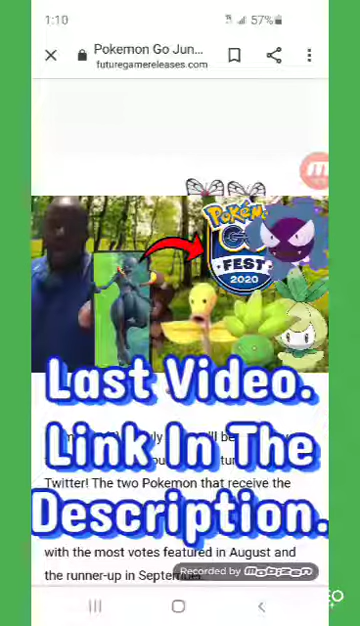 1:10
57%
Pokemon Go Jun...
futuregamereleases.com
Pokémon
GO
FEST
2020
Last Video.
Link In The
Description.
Twitter! The two Pokemon that receive the
with the most votes featured in August and
the runner-up in September.
Recorded by mobizen